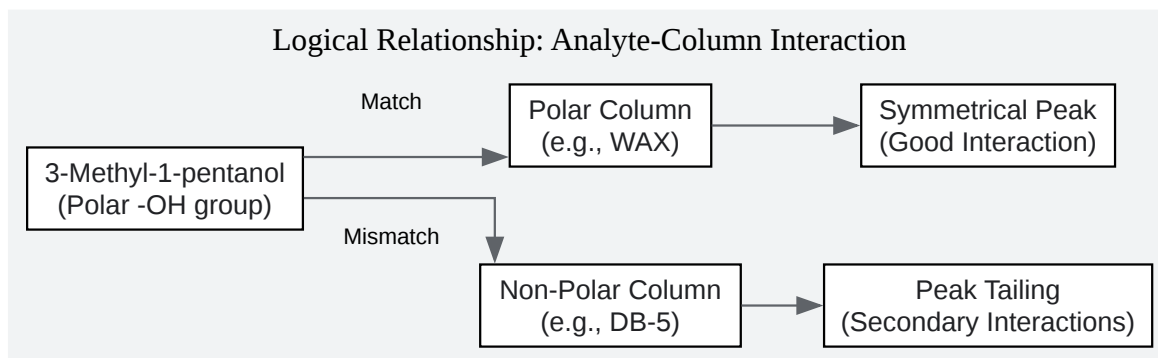 Logical Relationship: Analyte-Column Interaction
3-Methyl-1-pentanol
(Polar -OH group)
Match
Polar Column
(e.g., WAX)
Symmetrical Peak
(Good Interaction)
Mismatch
Non-Polar Column
(e.g., DB-5)
Peak Tailing
(Secondary Interactions)